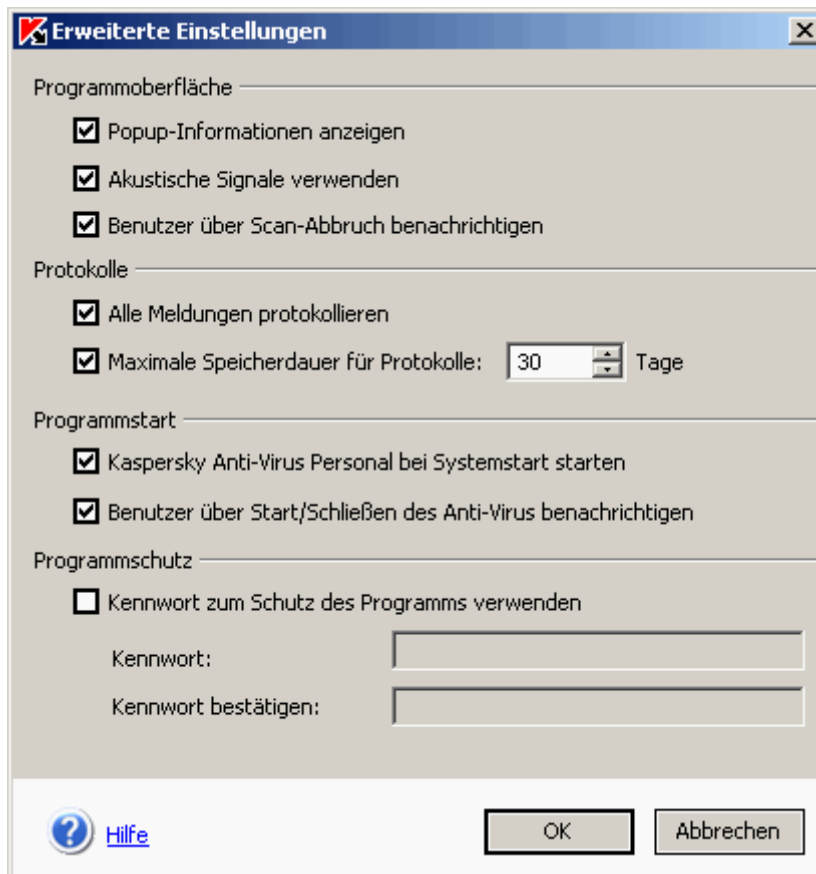 Erweiterte Einstellungen
Programmoberfläche
Popup-Informationen anzeigen
Akustische Signale verwenden
Benutzer über Scan-Abbruch benachrichtigen
Protokolle
Alle Meldungen protokollieren
Maximale Speicherdauer für Protokolle: 30 Tage
Programmstart
Kaspersky Anti-Virus Personal bei Systemstart starten
Benutzer über Start/Schließen des Anti-Virus benachrichtigen
Programmschutz
Kennwort zum Schutz des Programms verwenden
Kennwort:
Kennwort bestätigen:
Hilfe OK Abbrechen